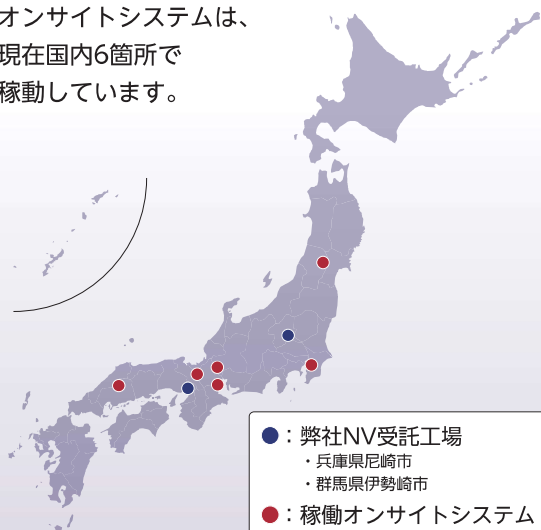 オンサイトシステムは、
現在国内6箇所で
稼動しています。
：弊社NV受託工場
・兵庫県尼崎市
・群馬県伊勢崎市
：稼働オンサイトシステム